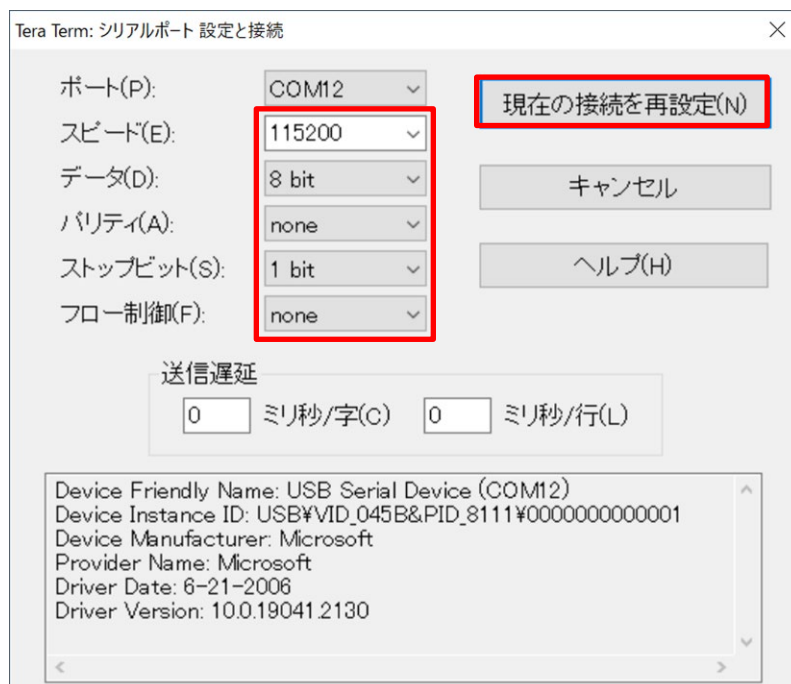 Tera Term: シリアルポート 設定と接続
ポート(P): COM12
現在の接続を再設定(N)
スピード(E): 115200
データ(D): 8 bit
キャンセル
パリティ(A): none
ストップビット(S): 1 bit
ヘルプ(H)
フロー制御(F): none
送信遅延
0 ミリ秒/字(C) 0 ミリ秒/行(L)
Device Friendly Name: USB Serial Device (COM12)
Device Instance ID: USB¥VID_045B&PID_8111¥0000000000001
Device Manufacturer: Microsoft
Provider Name: Microsoft
Driver Date: 6-21-2006
Driver Version: 10.0.19041.2130